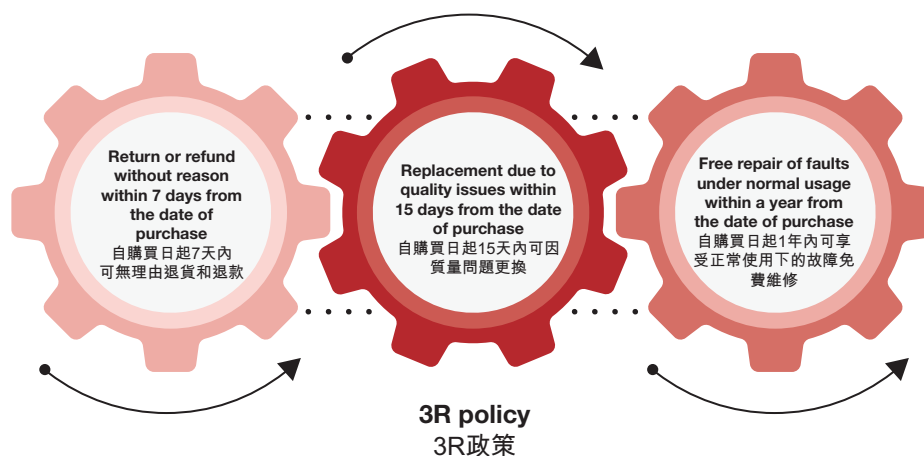 Return or refund
without reason
within 7 days from
the date of
purchase
自購買日起7天內
可無理由退貨和退款
Replacement due to
quality issues within
15 days from the date
of purchase
自購買日起15天內可因
質量問題更換
Free repair of faults
under normal usage
within a year from
the date of purchase
自購買日起1年內可享
受正常使用下的故障免
費維修
3R policy
3R政策